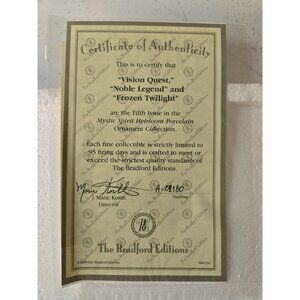 Certificate of Authenticity
This is to certify that
"Vision Quest,"
"Noble Legend" and
"Frozen Twilight"
are the Fifth Issue in the
Mystic Spirit Heirloom Porcelain
Ornament Collection.
Each fine collectible is strictly limited to
95 firing days and is crafted to meet or
exceed the strictest quality standards of
The Bradford Editions.
J. Marie Korsh
Director
Number
The Bradford Editions